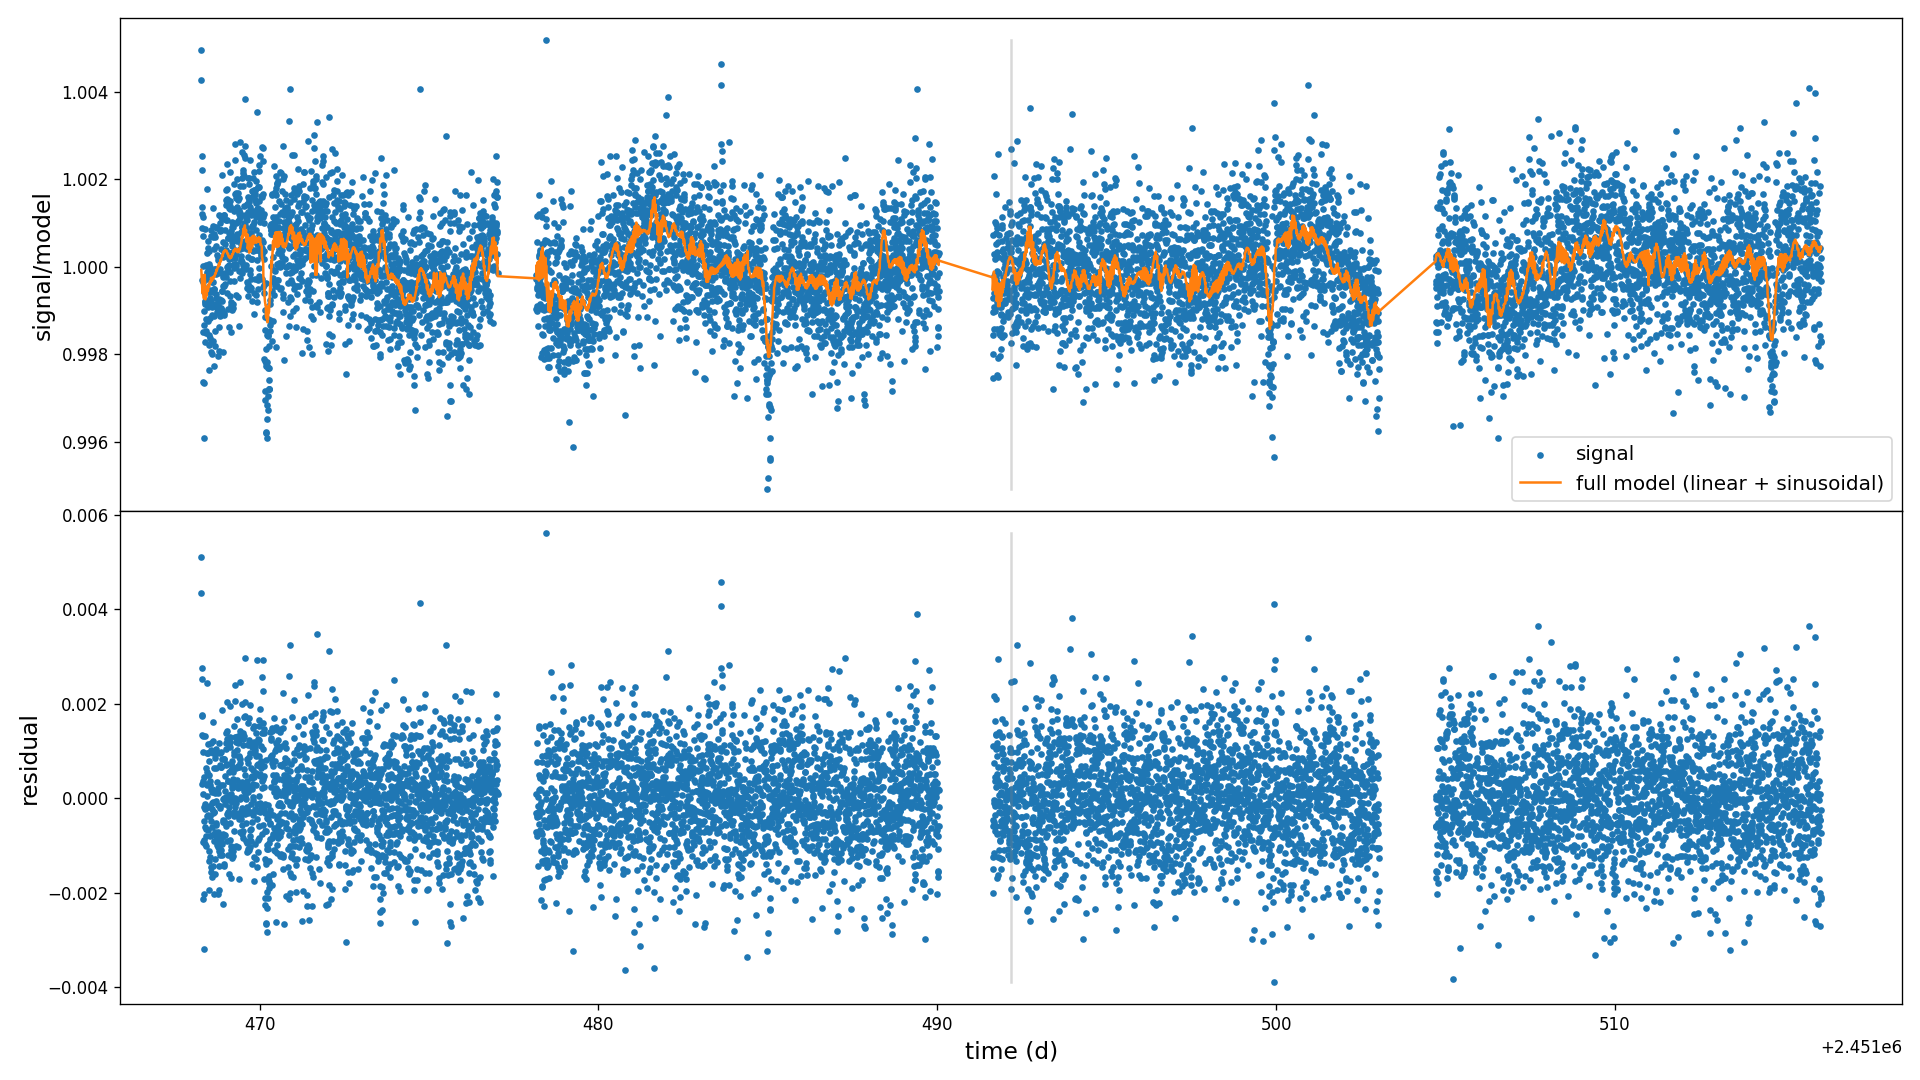 1.004
1.002
1.000
0.998
0.996
signal/model
signal
full model (linear + sinusoidal)
0.006
0.004
0.002
0.000
−0.002
−0.004
residual
470
480
490
500
510
time (d)
+2.451e6